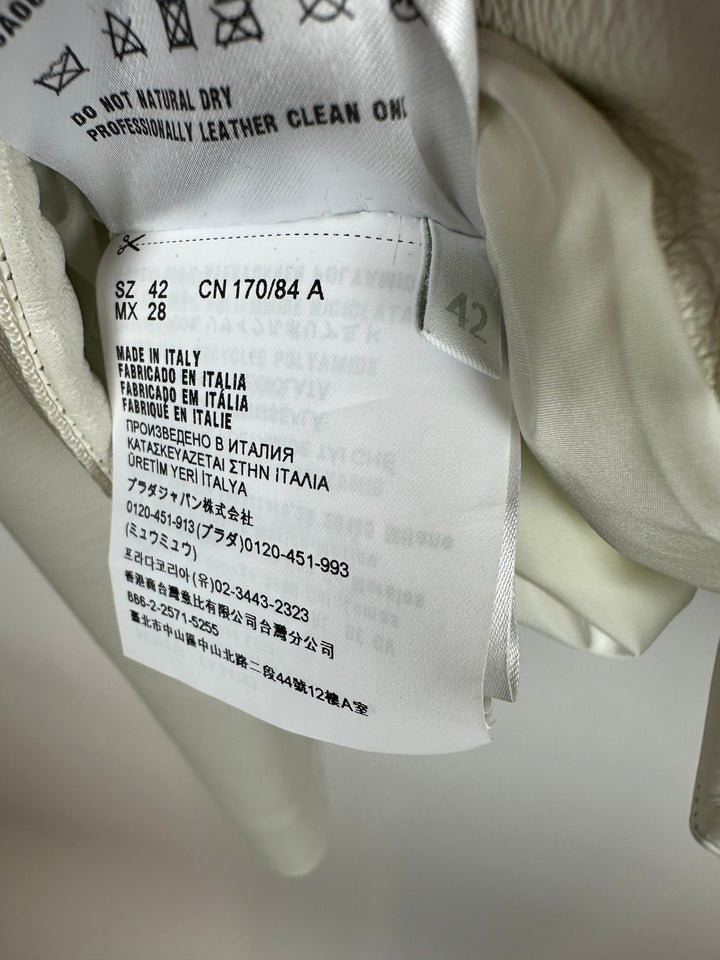 DO NOT NATURAL DRY
PROFESSIONALLY LEATHER CLEAN
SZ 42 CN 170/84 A
MX 28
42
MADE IN ITALY
FABRICADO EN ITALIA
FABRICADO EM ITÁLIA
FABRIQUÉ EN ITALIE
ПРОИЗВЕДЕНО В ИТАЛИЯ
ΚΑΤΑΣΚΕΥΑΖΕΤΑΙ ΣΤΗΝ ΙΤΑΛΙΑ
ÜRETİM YERİ İTALYA
プラダジャパン株式会社
0120-451-913(プラダ)0120-451-993
(ミュウミュウ)
프라다코리아(유)02-3443-2323
香港商台灣意比有限公司台灣分公司
886-2-2571-5255
臺北市中山區中山北路二段44號12樓A室